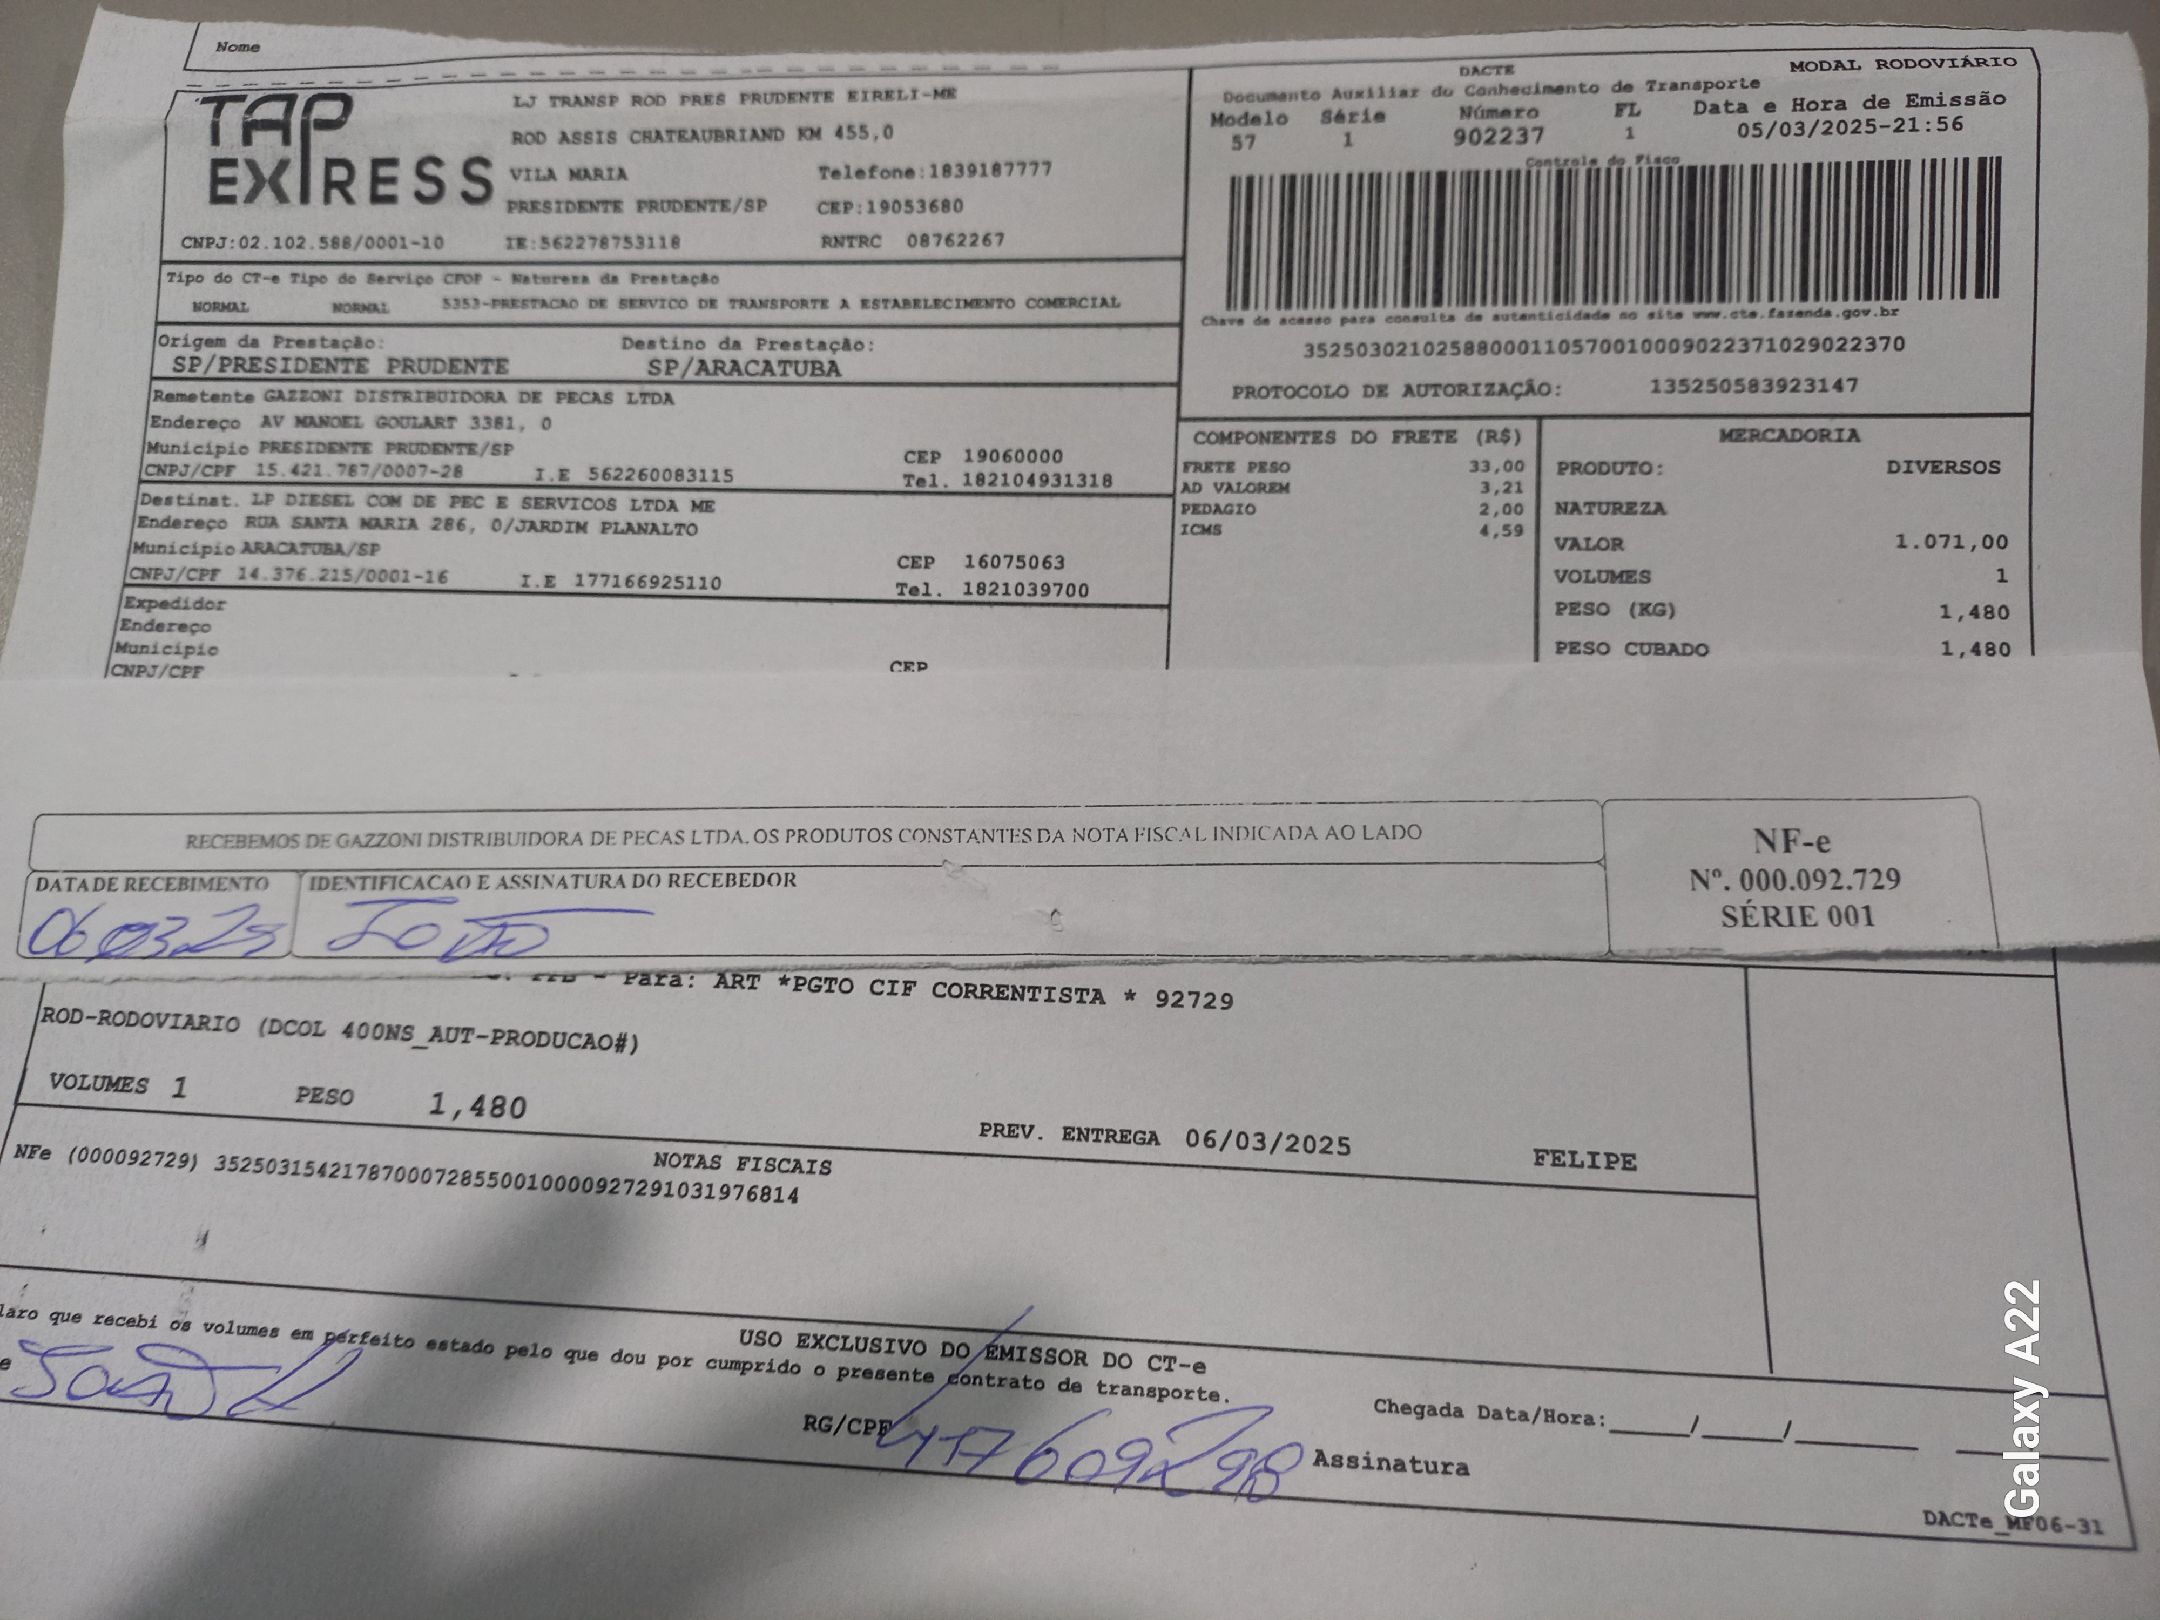 Nome
TAP EXPRESS
LJ TRANSP ROD PRES PRUDENTE EIRELI-ME
ROD ASSIS CHATEAUBRIAND KM 455,0
VILA MARIA Telefone:1839187777
PRESIDENTE PRUDENTE/SP CEP:19053680
CNPJ:02.102.588/0001-10 IE:562278753118 RNTRC 08762267
DACTE MODAL RODOVIÁRIO
Documento Auxiliar do Conhecimento de Transporte
Modelo Série Número FL Data e Hora de Emissão
57 1 902237 1 05/03/2025-21:56
Controle do Fisco
Chave de acesso para consulta de autenticidade no site www.cte.fazenda.gov.br
35250302102588000110570010009022371029022370
PROTOCOLO DE AUTORIZAÇÃO: 135250583923147
Tipo do CT-e Tipo do Serviço CFOP - Natureza da Prestação
NORMAL NORMAL 5353-PRESTACAO DE SERVICO DE TRANSPORTE A ESTABELECIMENTO COMERCIAL
Origem da Prestação: Destino da Prestação:
SP/PRESIDENTE PRUDENTE SP/ARACATUBA
Remetente GAZZONI DISTRIBUIDORA DE PECAS LTDA
Endereço AV MANOEL GOULART 3381, 0
Município PRESIDENTE PRUDENTE/SP CEP 19060000
CNPJ/CPF 15.421.787/0007-28 I.E 562260083115 Tel. 182104931318
Destinat. LP DIESEL COM DE PEC E SERVICOS LTDA ME
Endereço RUA SANTA MARIA 286, 0/JARDIM PLANALTO
Município ARACATUBA/SP CEP 16075063
CNPJ/CPF 14.376.215/0001-16 I.E 177166925110 Tel. 1821039700
Expedidor
Endereço
Município
CNPJ/CPF CEP
COMPONENTES DO FRETE (R$)
FRETE PESO 33,00
AD VALOREM 3,21
PEDAGIO 2,00
ICMS 4,59
MERCADORIA
PRODUTO: DIVERSOS
NATUREZA
VALOR 1.071,00
VOLUMES 1
PESO (KG) 1,480
PESO CUBADO 1,480
RECEBEMOS DE GAZZONI DISTRIBUIDORA DE PECAS LTDA. OS PRODUTOS CONSTANTES DA NOTA FISCAL INDICADA AO LADO
DATA DE RECEBIMENTO IDENTIFICACAO E ASSINATURA DO RECEBEDOR
06 03 25
NF-e
Nº. 000.092.729
SÉRIE 001
- Para: ART *PGTO CIF CORRENTISTA * 92729
ROD-RODOVIARIO (DCOL 400NS_AUT-PRODUCAO#)
VOLUMES 1 PESO 1,480
PREV. ENTREGA 06/03/2025 FELIPE
NOTAS FISCAIS
NFe (000092729) 35250315421787000728550010000927291031976814
USO EXCLUSIVO DO EMISSOR DO CT-e
laro que recebi os volumes em perfeito estado pelo que dou por cumprido o presente contrato de transporte.
e
RG/CPF 417609298 Assinatura
Chegada Data/Hora:____/____/____
DACTe_MF06-31
Galaxy A22